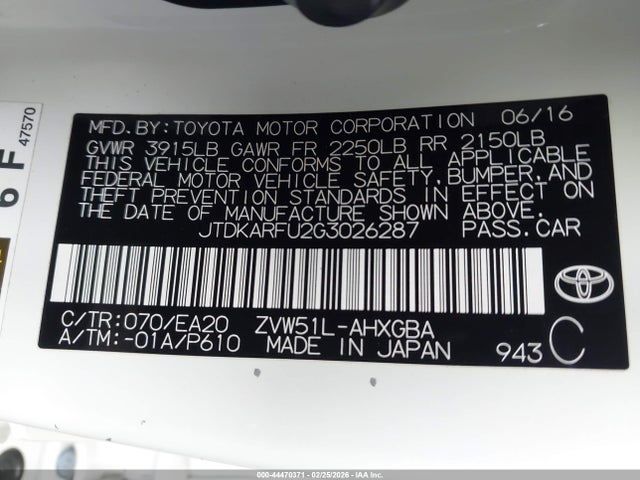 MFD.BY:TOYOTA MOTOR CORPORATION 06/16
GVWR 3915LB GAWR FR 2250LB RR 2150LB
THIS VEHICLE CONFORMS TO ALL APPLICABLE
FEDERAL MOTOR VEHICLE SAFETY,BUMPER,AND
THEFT PREVENTION STANDARDS IN EFFECT ON
THE DATE OF MANUFACTURE SHOWN ABOVE.
JTDKARFU2G3026287 PASS.CAR
C/TR:070/EA20 ZVW51L-AHXGBA
A/TM:-01A/P610 MADE IN JAPAN 943 C
47570
6 F
000-44470371 - 02/25/2026 - IAA Inc.